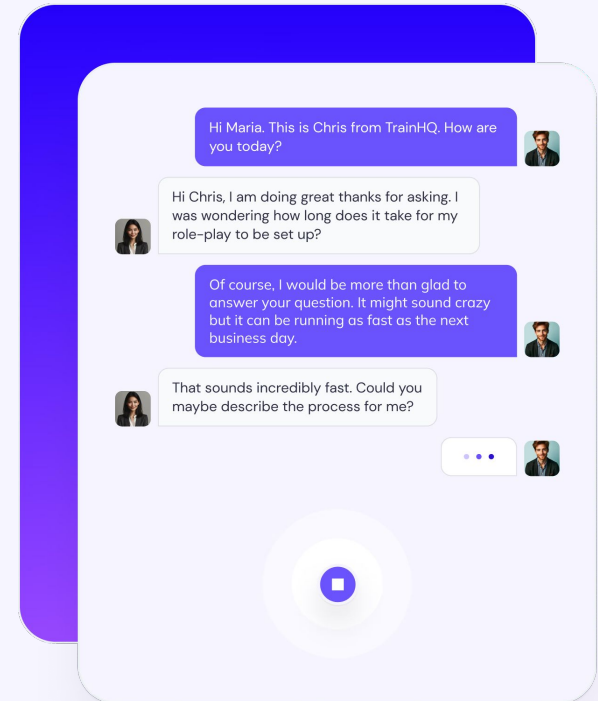 Hi Maria. This is Chris from TrainHQ. How are
you today?
Hi Chris, I am doing great thanks for asking. I
was wondering how long does it take for my
role-play to be set up?
Of course, I would be more than glad to
answer your question. It might sound crazy
but it can be running as fast as the next
business day.
That sounds incredibly fast. Could you
maybe describe the process for me?